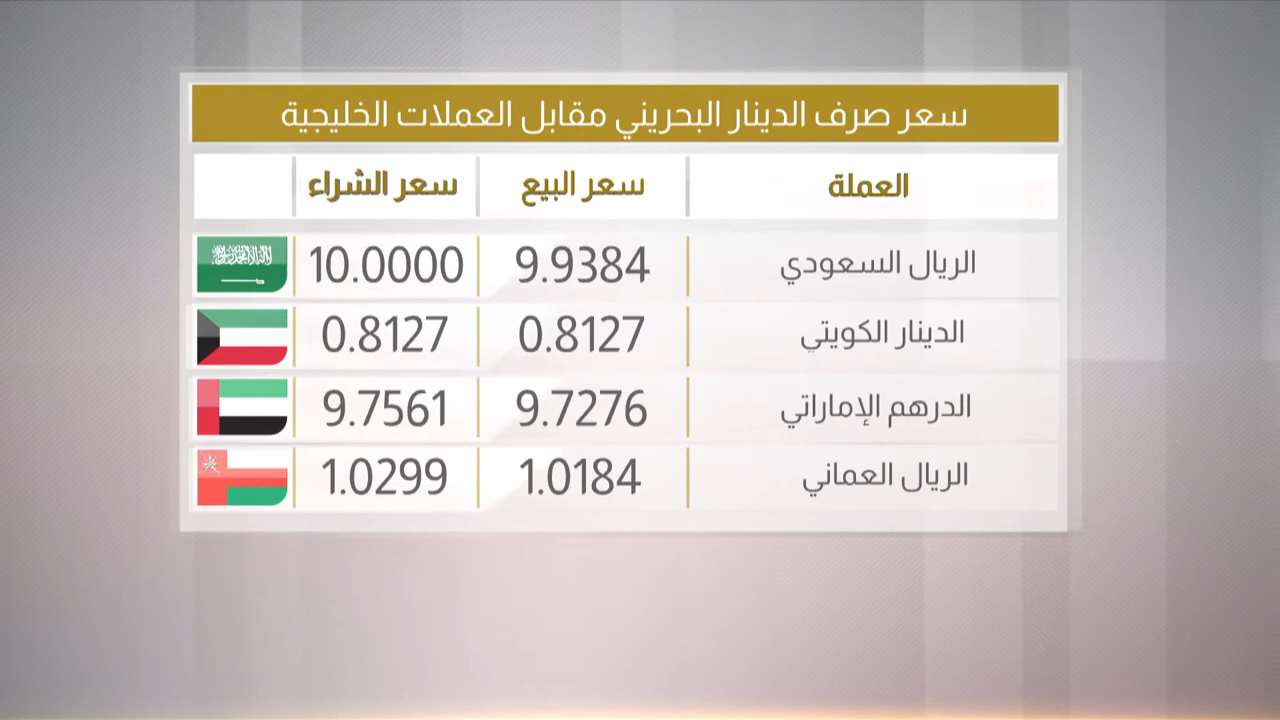 سعر صرف الدينار البحريني مقابل العملات الخليجية
العملة سعر البيع سعر الشراء
الريال السعودي 9.9384 10.0000
الدينار الكويتي 0.8127 0.8127
الدرهم الإماراتي 9.7276 9.7561
الريال العماني 1.0184 1.0299